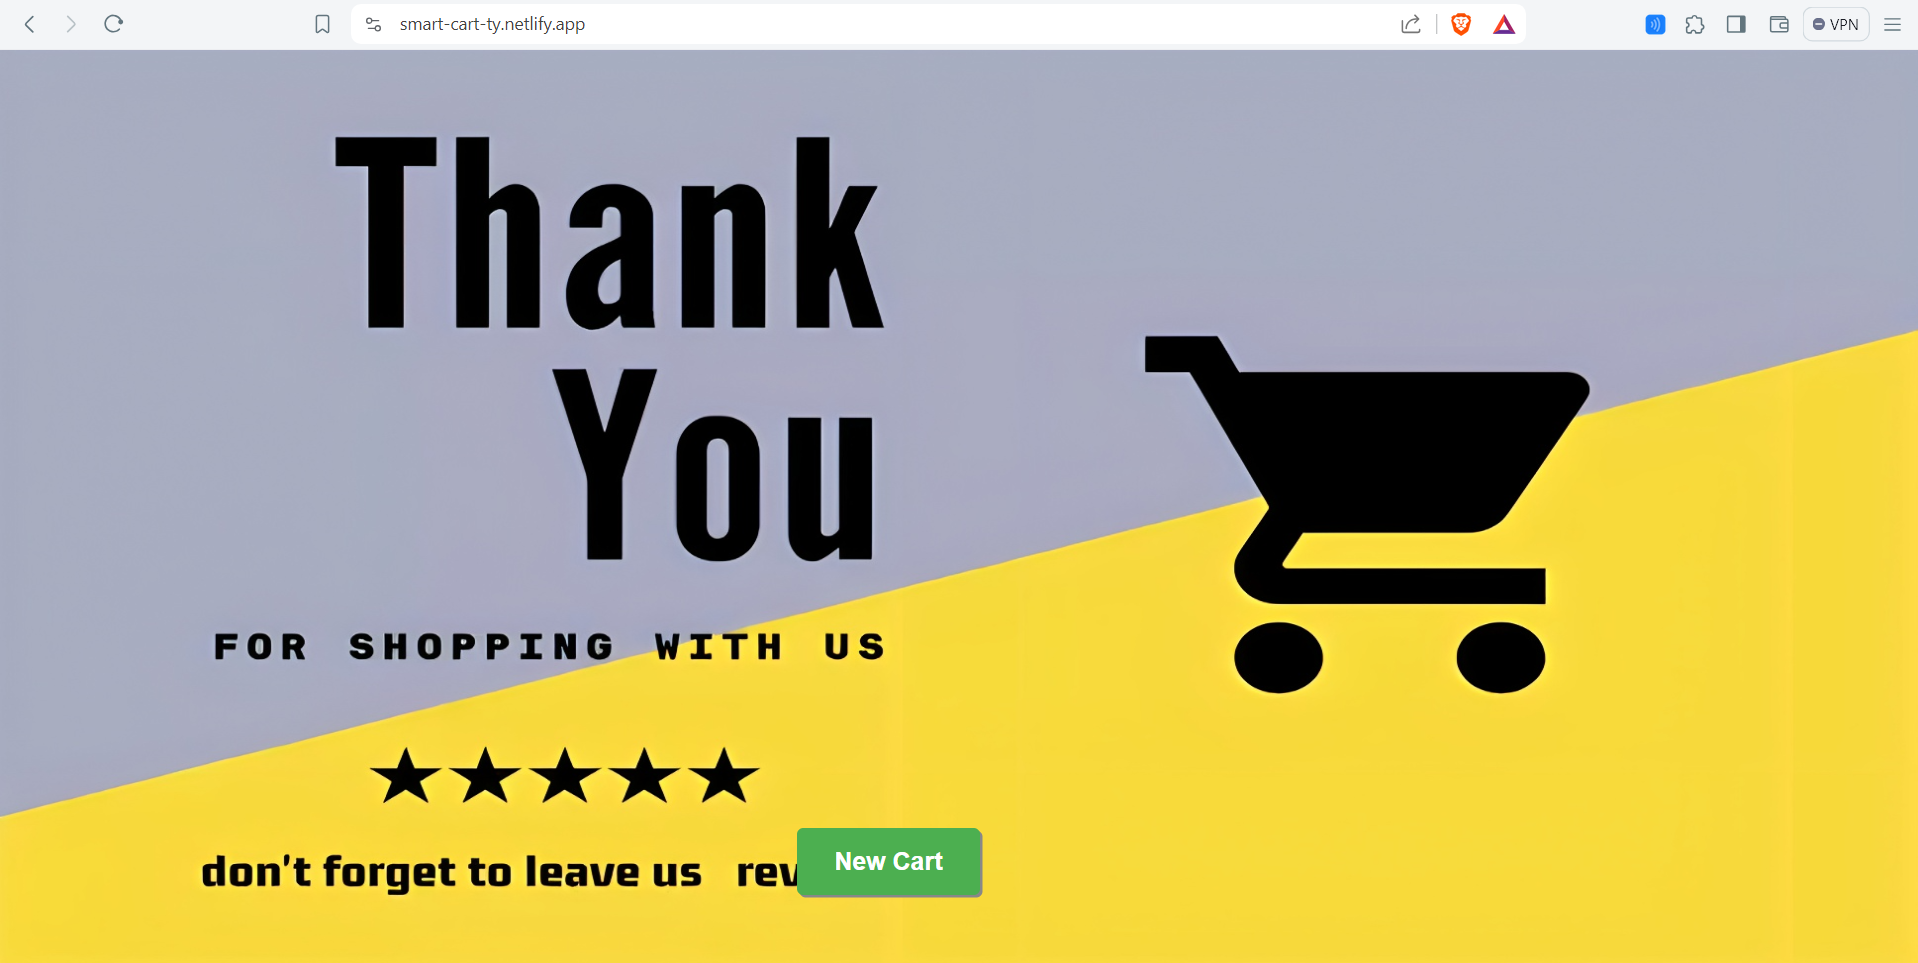 smart-cart-ty.netlify.app
VPN
Thank
You
FOR SHOPPING WITH US
★★★★★
don't forget to leave us rev
New Cart